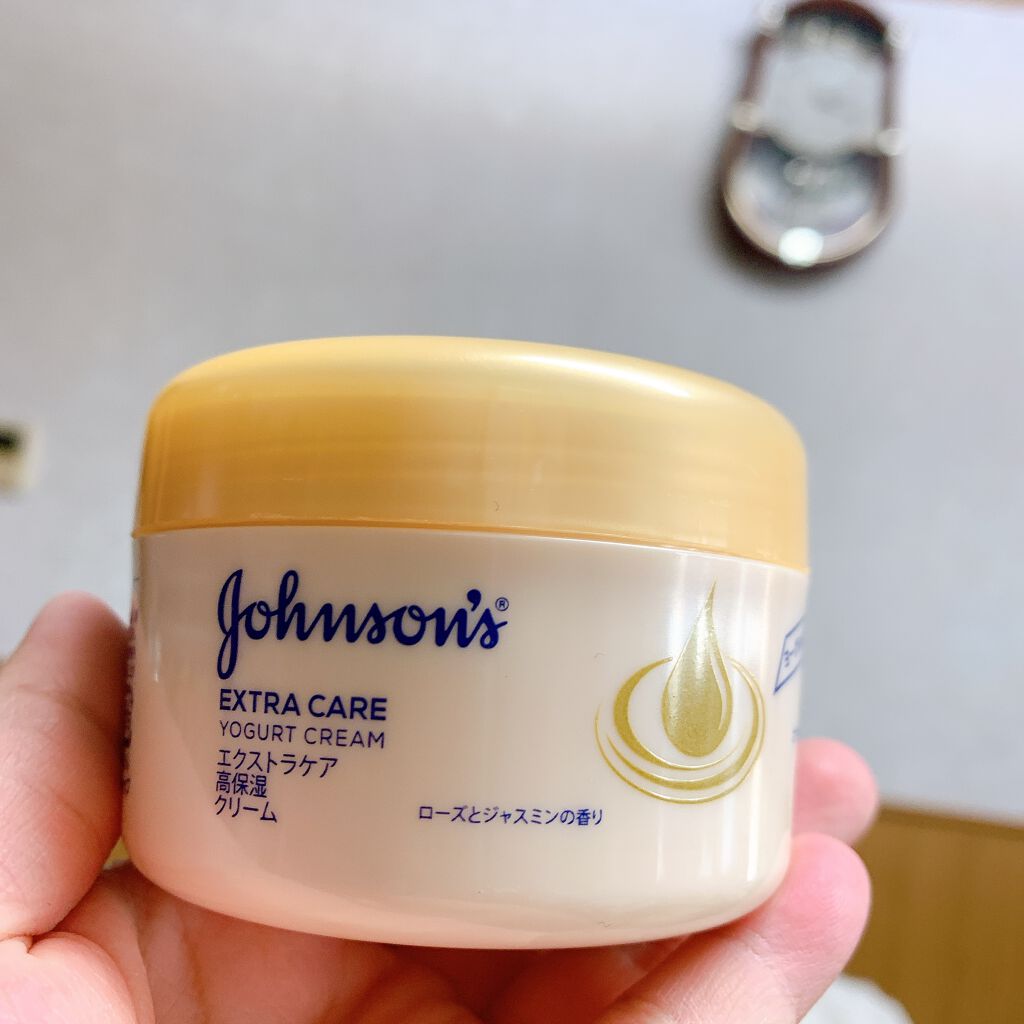 Johnson's®
EXTRA CARE
YOGURT CREAM
エクストラケア
高保湿
クリーム
ローズとジャスミンの香り